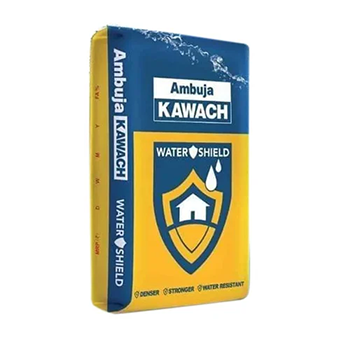 Ambuja
KAWACH
WATER SHIELD
DENSER STRONGER WATER RESISTANT
Ambuja KAWACH
WATER SHIELD